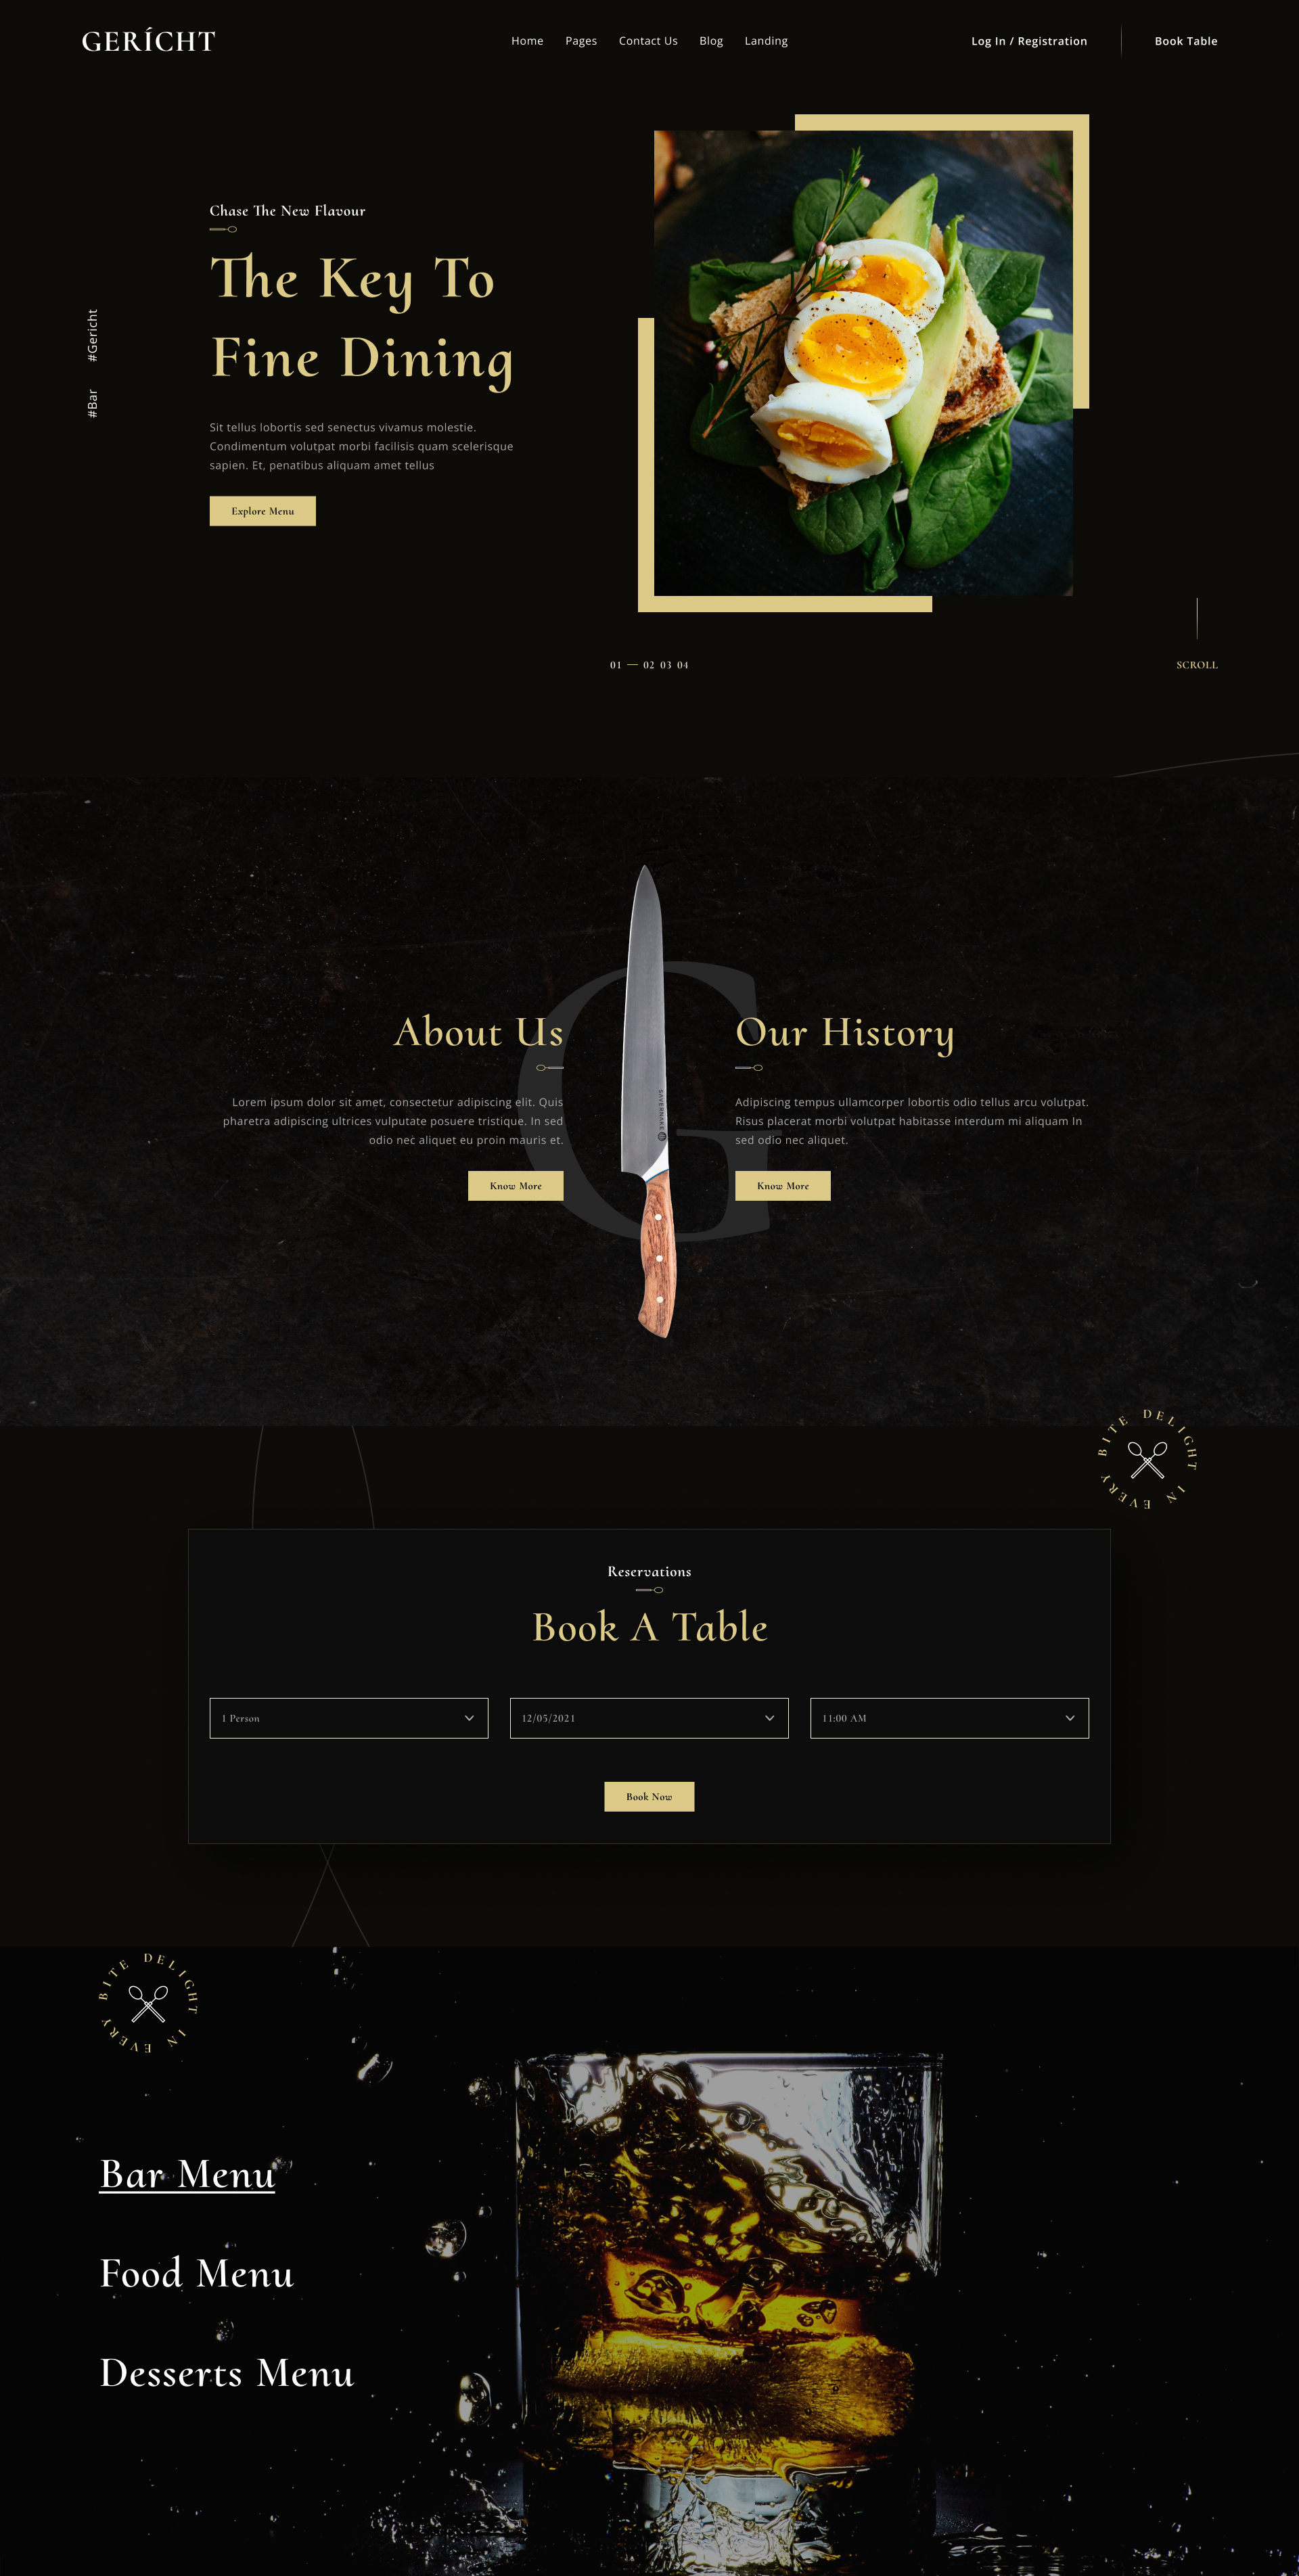 GERÍCHT
Home Pages Contact Us Blog Landing
Log In / Registration
Book Table
Chase The New Flavour
The Key To
Fine Dining
#Gericht
#Bar
Sit tellus lobortis sed senectus vivamus molestie.
Condimentum volutpat morbi facilisis quam scelerisque
sapien. Et, penatibus aliquam amet tellus
Explore Menu
01 — 02 03 04
SCROLL
G
About Us
Lorem ipsum dolor sit amet, consectetur adipiscing elit. Quis
pharetra adipiscing ultrices vulputate posuere tristique. In sed
odio nec aliquet eu proin mauris et.
Know More
SAVERNAKE
Our History
Adipiscing tempus ullamcorper lobortis odio tellus arcu volutpat.
Risus placerat morbi volutpat habitasse interdum mi aliquam In
sed odio nec aliquet.
Know More
DELIGHT IN EVERY BITE
Reservations
Book A Table
1 Person
12/05/2021
11:00 AM
Book Now
DELIGHT IN EVERY BITE
Bar Menu
Food Menu
Desserts Menu